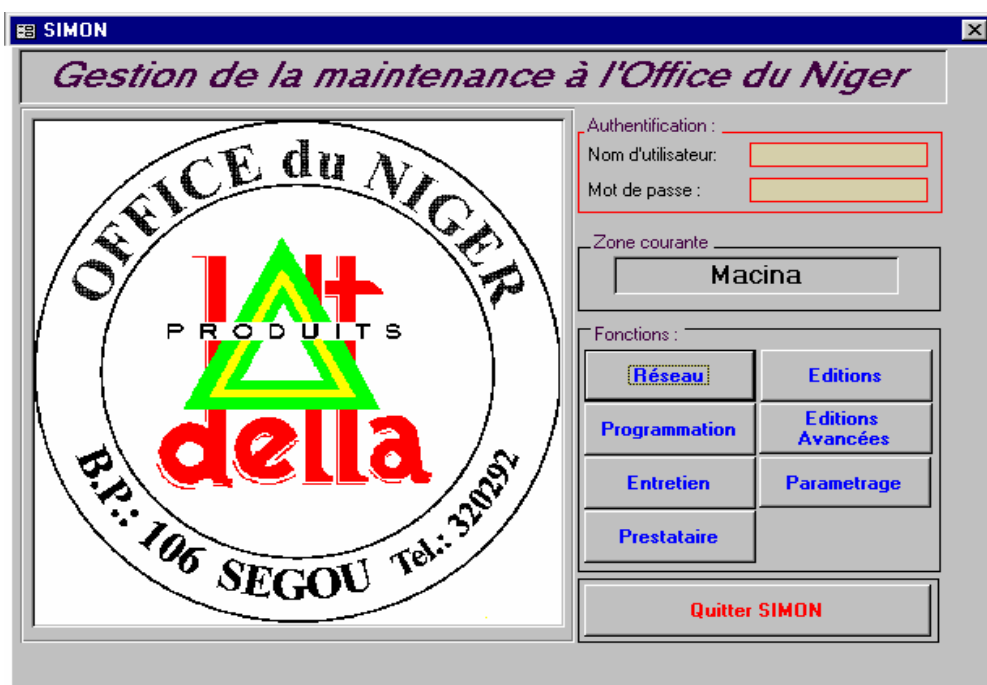 SIMON
Gestion de la maintenance à l'Office du Niger
OFFICE du NIGER
PRODUITS
della
B.P.: 106 SEGOU Tel.: 320292
Authentification :
Nom d'utilisateur:
Mot de passe :
Zone courante
Macina
Fonctions :
Réseau
Editions
Programmation
Editions
Avancées
Entretien
Parametrage
Prestataire
Quitter SIMON